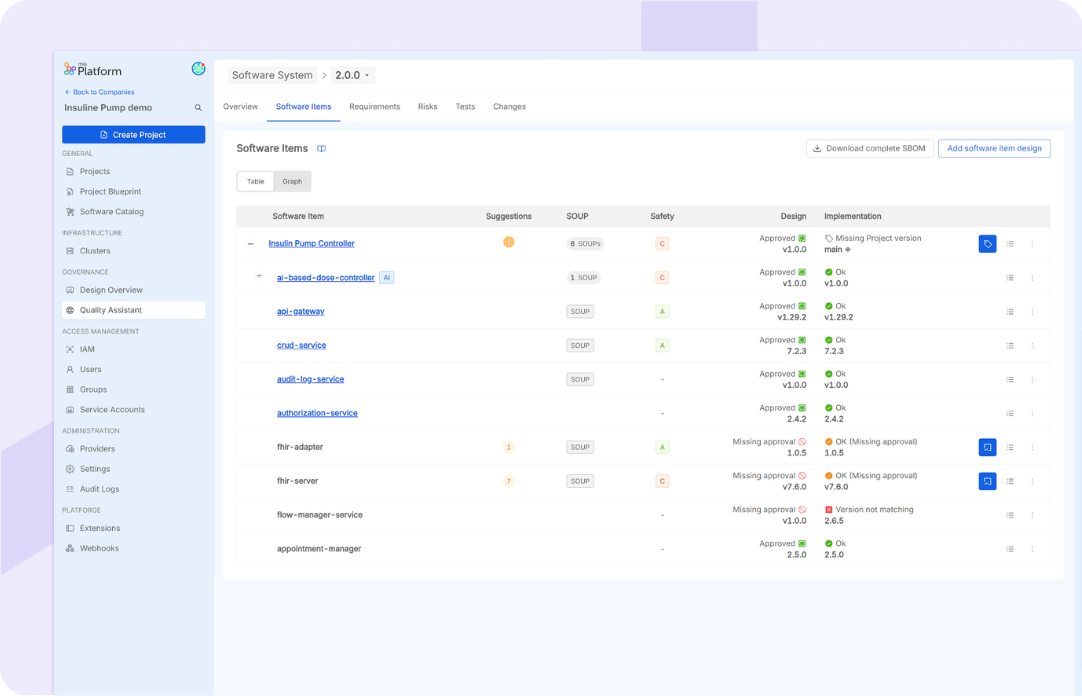 mia
Platform
← Back to Companies
Insuline Pump demo
Create Project
GENERAL
Projects
Project Blueprint
Software Catalog
INFRASTRUCTURE
Clusters
GOVERNANCE
Design Overview
Quality Assistant
ACCESS MANAGEMENT
IAM
Users
Groups
Service Accounts
ADMINISTRATION
Providers
Settings
Audit Logs
PLATFORGE
Extensions
Webhooks
Software System > 2.0.0
Overview Software Items Requirements Risks Tests Changes
Software Items Download complete SBOM Add software item design
Table Graph
Software Item Suggestions SOUP Safety Design Implementation
Insulin Pump Controller ! 6 SOUPs C Approved Missing Project version
v1.0.0 main
ai-based-dose-controller AI 1 SOUP C Approved Ok
v1.0.0 v1.0.0
api-gateway SOUP A Approved Ok
v1.29.2 v1.29.2
crud-service SOUP A Approved Ok
7.2.3 7.2.3
audit-log-service SOUP - Approved Ok
v1.0.0 v1.0.0
authorization-service - Approved Ok
2.4.2 2.4.2
fhir-adapter 1 SOUP A Missing approval OK (Missing approval)
1.0.5 1.0.5
fhir-server 7 SOUP C Missing approval OK (Missing approval)
v7.6.0 v7.6.0
flow-manager-service - Missing approval Version not matching
v1.0.0 2.6.5
appointment-manager - Approved Ok
2.5.0 2.5.0